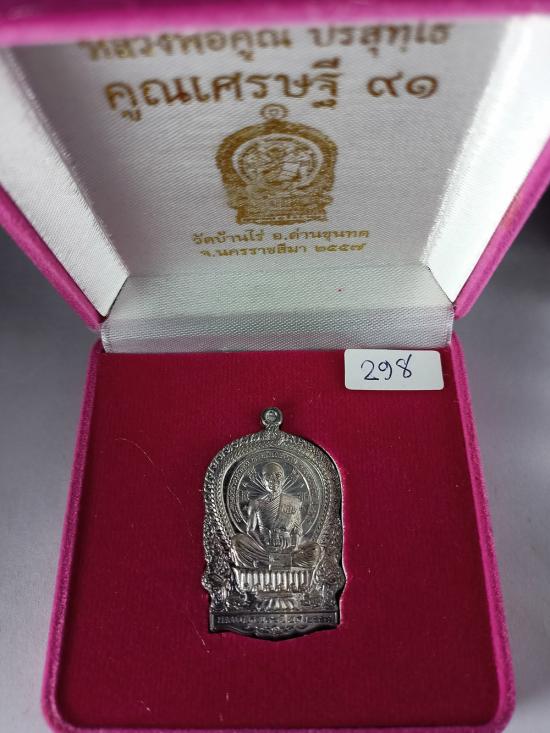 หลวงพ่อคูณ ปริสุทฺโธ
คูณเศรษฐี ๙๑
วัดบ้านไร่ อ.ด่านขุนทด
จ.นครราชสีมา ๒๕๕๗
298